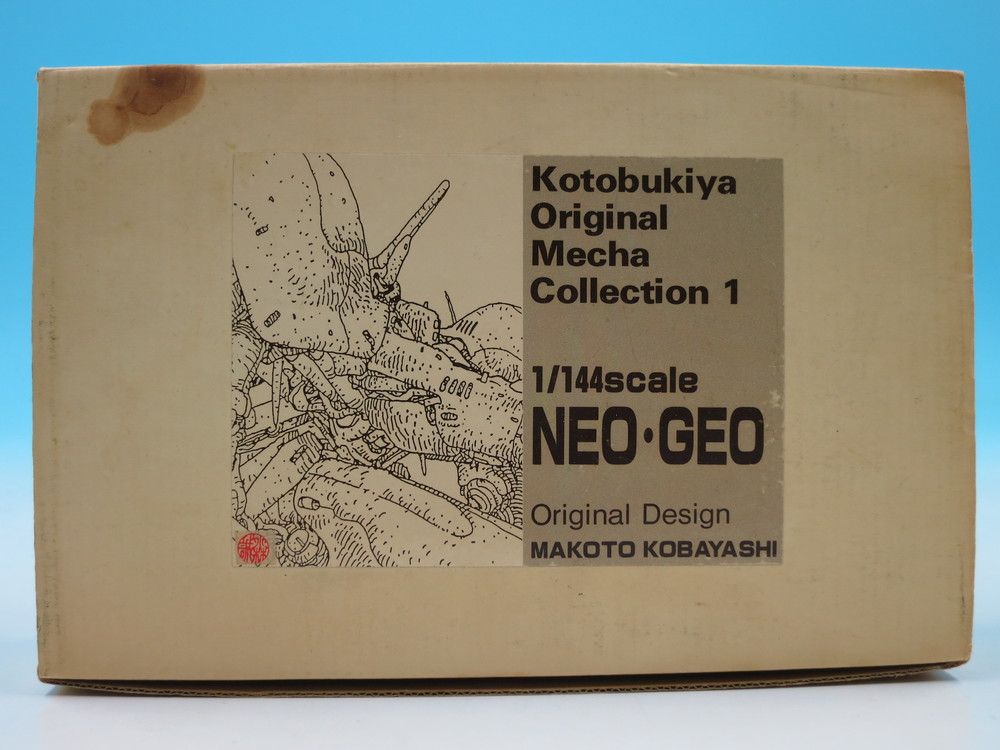 Kotobukiya
Original
Mecha
Collection 1
1/144scale
NEO·GEO
Original Design
MAKOTO KOBAYASHI